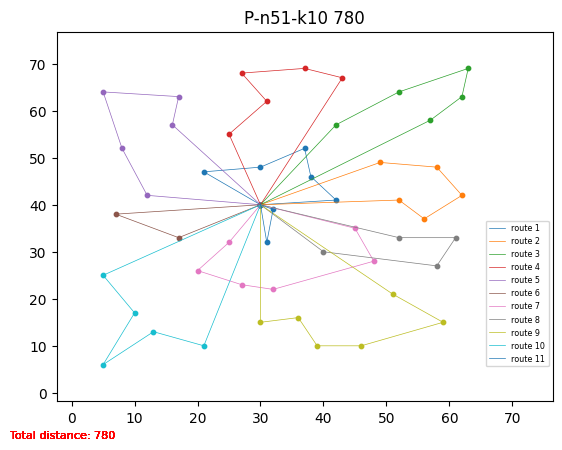 P-n51-k10 780
70
60
50
40
30
20
10
0
0 10 20 30 40 50 60 70
route 1
route 2
route 3
route 4
route 5
route 6
route 7
route 8
route 9
route 10
route 11
Total distance: 780